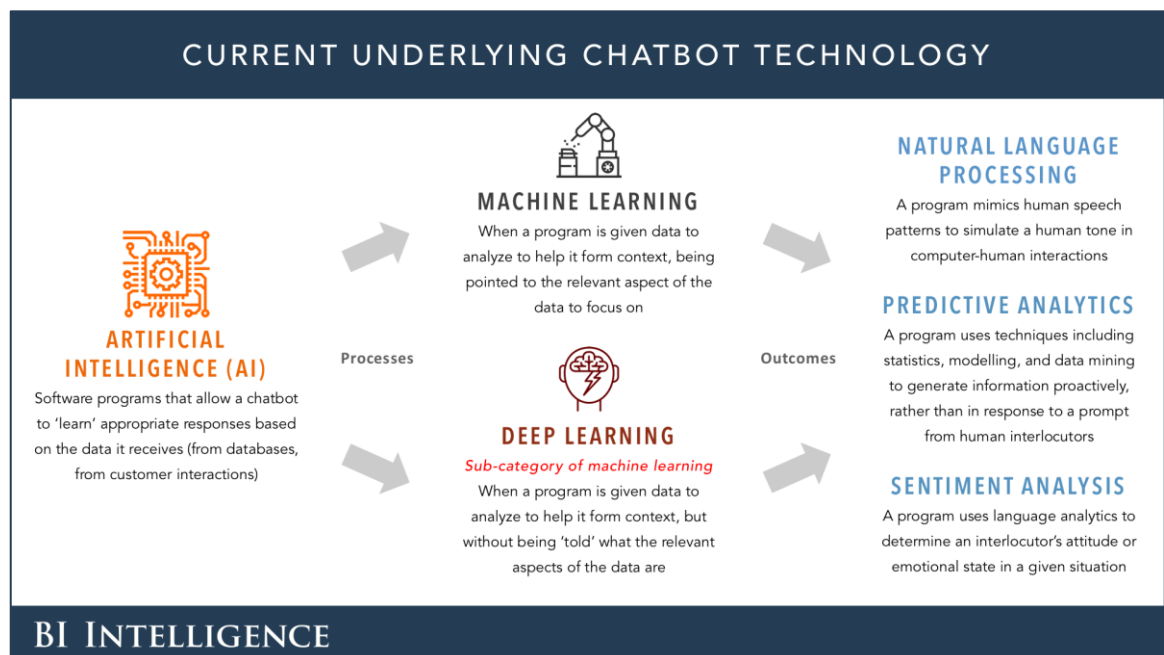 CURRENT UNDERLYING CHATBOT TECHNOLOGY
ARTIFICIAL
INTELLIGENCE (AI)
Software programs that allow a chatbot
to ‘learn’ appropriate responses based
on the data it receives (from databases,
from customer interactions)
Processes
MACHINE LEARNING
When a program is given data to
analyze to help it form context, being
pointed to the relevant aspect of the
data to focus on
DEEP LEARNING
Sub-category of machine learning
When a program is given data to
analyze to help it form context, but
without being ‘told’ what the relevant
aspects of the data are
Outcomes
NATURAL LANGUAGE
PROCESSING
A program mimics human speech
patterns to simulate a human tone in
computer-human interactions
PREDICTIVE ANALYTICS
A program uses techniques including
statistics, modelling, and data mining
to generate information proactively,
rather than in response to a prompt
from human interlocutors
SENTIMENT ANALYSIS
A program uses language analytics to
determine an interlocutor’s attitude or
emotional state in a given situation
BI INTELLIGENCE